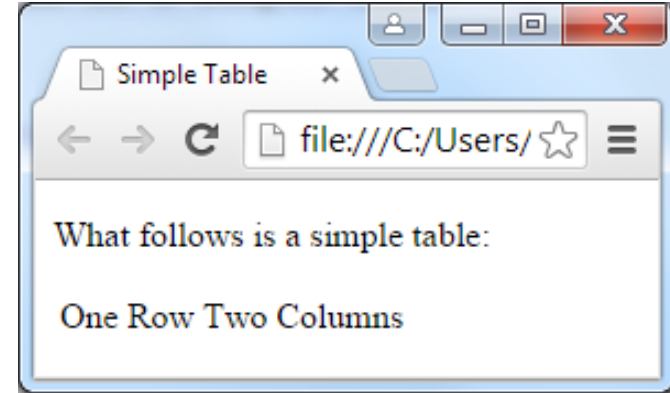 Simple Table
file:///C:/Users/
What follows is a simple table:
One Row Two Columns